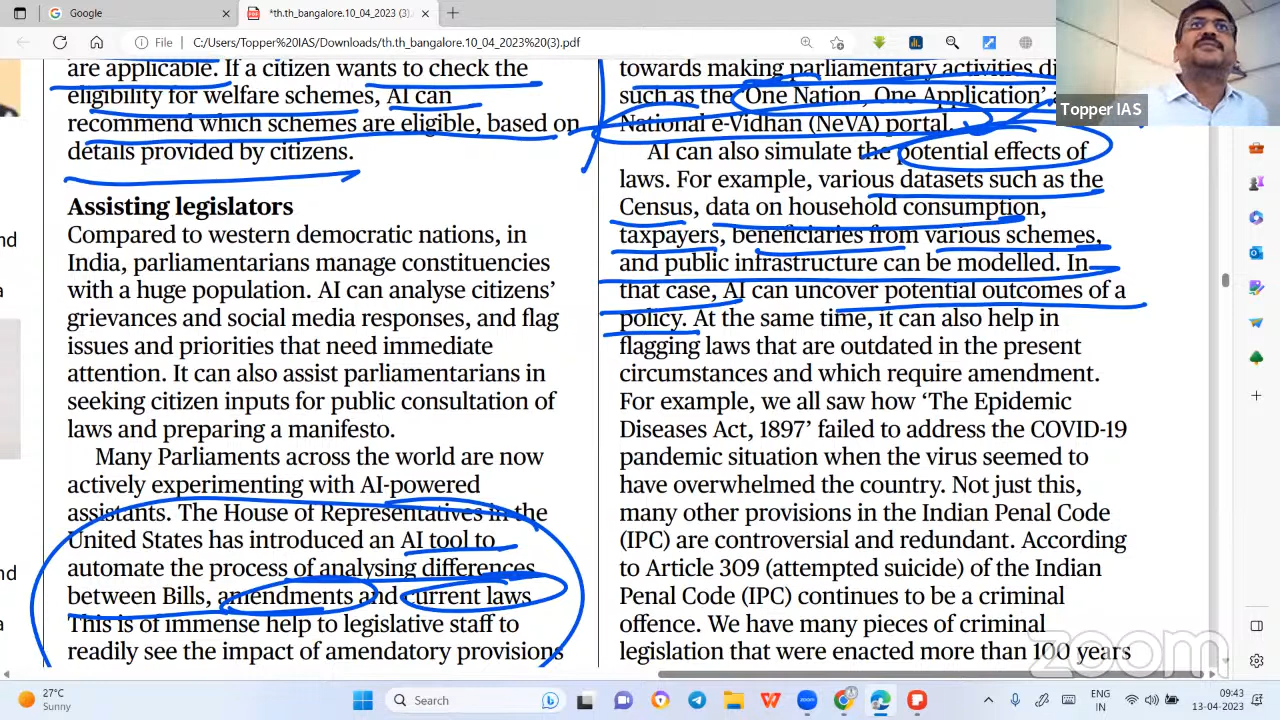 Google
*th.th_bangalore.10_04_2023 (3).pdf
File
C:/Users/Topper%20IAS/Downloads/th.th_bangalore.10_04_2023%20(3).pdf
Topper IAS
are applicable. If a citizen wants to check the
eligibility for welfare schemes, AI can
recommend which schemes are eligible, based on
details provided by citizens.
Assisting legislators
Compared to western democratic nations, in
India, parliamentarians manage constituencies
with a huge population. AI can analyse citizens’
grievances and social media responses, and flag
issues and priorities that need immediate
attention. It can also assist parliamentarians in
seeking citizen inputs for public consultation of
laws and preparing a manifesto.
Many Parliaments across the world are now
actively experimenting with AI-powered
assistants. The House of Representatives in the
United States has introduced an AI tool to
automate the process of analysing differences
between Bills, amendments and current laws.
This is of immense help to legislative staff to
readily see the impact of amendatory provisions
towards making parliamentary activities
such as the ‘One Nation, One Application’
National e-Vidhan (NeVA) portal.
AI can also simulate the potential effects of
laws. For example, various datasets such as the
Census, data on household consumption,
taxpayers, beneficiaries from various schemes,
and public infrastructure can be modelled. In
that case, AI can uncover potential outcomes of a
policy. At the same time, it can also help in
flagging laws that are outdated in the present
circumstances and which require amendment.
For example, we all saw how ‘The Epidemic
Diseases Act, 1897’ failed to address the COVID-19
pandemic situation when the virus seemed to
have overwhelmed the country. Not just this,
many other provisions in the Indian Penal Code
(IPC) are controversial and redundant. According
to Article 309 (attempted suicide) of the Indian
Penal Code (IPC) continues to be a criminal
offence. We have many pieces of criminal
legislation that were enacted more than 100 years
zoom
27°C
Sunny
Search
ENG
IN
09:43
13-04-2023